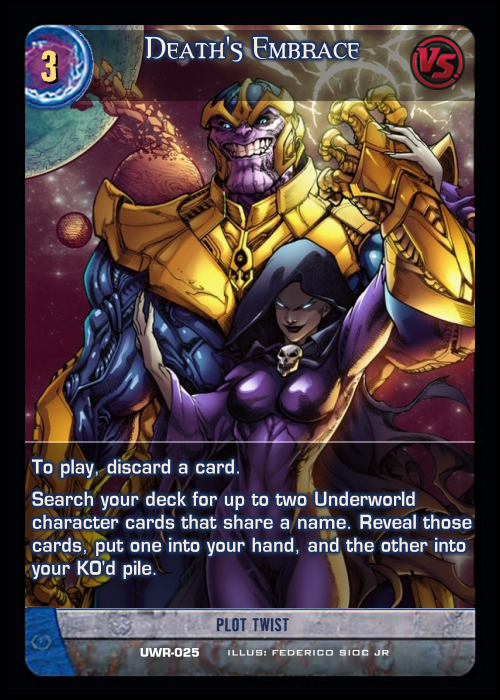 3
Death's Embrace
VS
To play, discard a card.
Search your deck for up to two Underworld
character cards that share a name. Reveal those
cards, put one into your hand, and the other into
your KO'd pile.
PLOT TWIST
UWR-025 ILLUS: FEDERICO SIOC JR